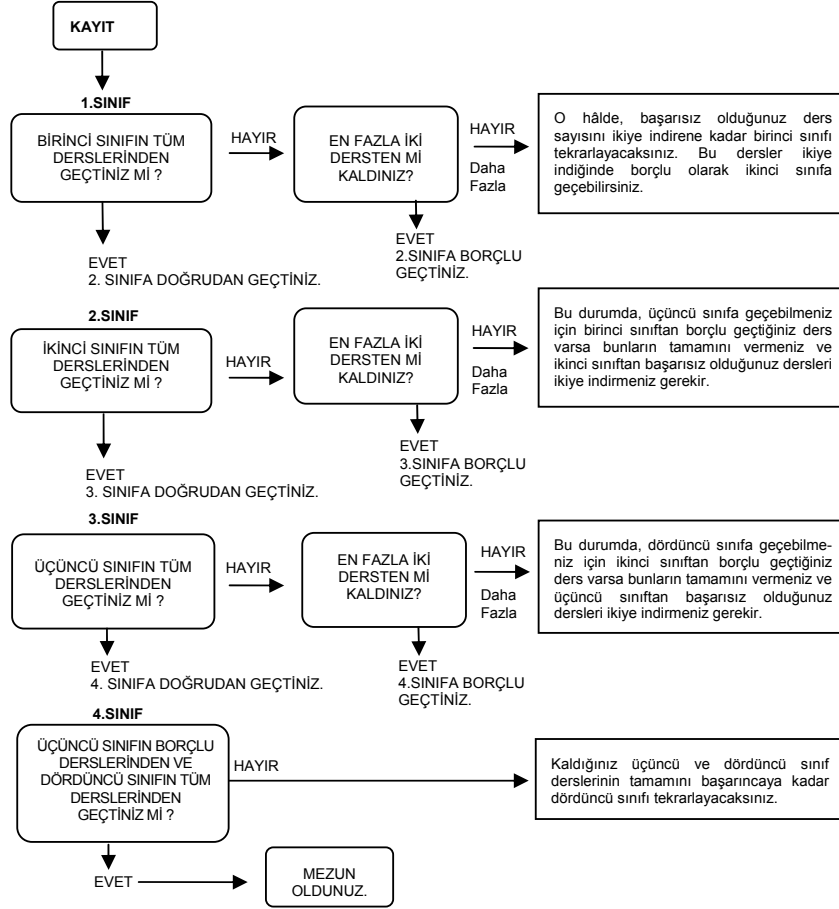 KAYIT
1.SINIF
BİRİNCİ SINIFIN TÜM
DERSLERİNDEN
GEÇTİNİZ Mİ ?
HAYIR
EN FAZLA İKİ
DERSTEN Mİ
KALDINIZ?
HAYIR
Daha
Fazla
O hâlde, başarısız olduğunuz ders
sayısını ikiye indirene kadar birinci sınıfı
tekrarlayacaksınız. Bu dersler ikiye
indiğinde borçlu olarak ikinci sınıfa
geçebilirsiniz.
EVET
2. SINIFA DOĞRUDAN GEÇTİNİZ.
EVET
2.SINIFA BORÇLU
GEÇTİNİZ.
2.SINIF
İKİNCİ SINIFIN TÜM
DERSLERİNDEN
GEÇTİNİZ Mİ ?
HAYIR
EN FAZLA İKİ
DERSTEN Mİ
KALDINIZ?
HAYIR
Daha
Fazla
Bu durumda, üçüncü sınıfa geçebilmeniz
için birinci sınıftan borçlu geçtiğiniz ders
varsa bunların tamamını vermeniz ve
ikinci sınıftan başarısız olduğunuz dersleri
ikiye indirmeniz gerekir.
EVET
3. SINIFA DOĞRUDAN GEÇTİNİZ.
EVET
3.SINIFA BORÇLU
GEÇTİNİZ.
3.SINIF
ÜÇÜNCÜ SINIFIN TÜM
DERSLERİNDEN
GEÇTİNİZ Mİ ?
HAYIR
EN FAZLA İKİ
DERSTEN Mİ
KALDINIZ?
HAYIR
Daha
Fazla
Bu durumda, dördüncü sınıfa geçebilme-
niz için ikinci sınıftan borçlu geçtiğiniz
ders varsa bunların tamamını vermeniz ve
üçüncü sınıftan başarısız olduğunuz
dersleri ikiye indirmeniz gerekir.
EVET
4. SINIFA DOĞRUDAN GEÇTİNİZ.
EVET
4.SINIFA BORÇLU
GEÇTİNİZ.
4.SINIF
ÜÇÜNCÜ SINIFIN BORÇLU
DERSLERİNDEN VE
DÖRDÜNCÜ SINIFIN TÜM
DERSLERİNDEN
GEÇTİNİZ Mİ ?
HAYIR
Kaldığınız üçüncü ve dördüncü sınıf
derslerinin tamamını başarıncaya kadar
dördüncü sınıfı tekrarlayacaksınız.
EVET
MEZUN
OLDUNUZ.